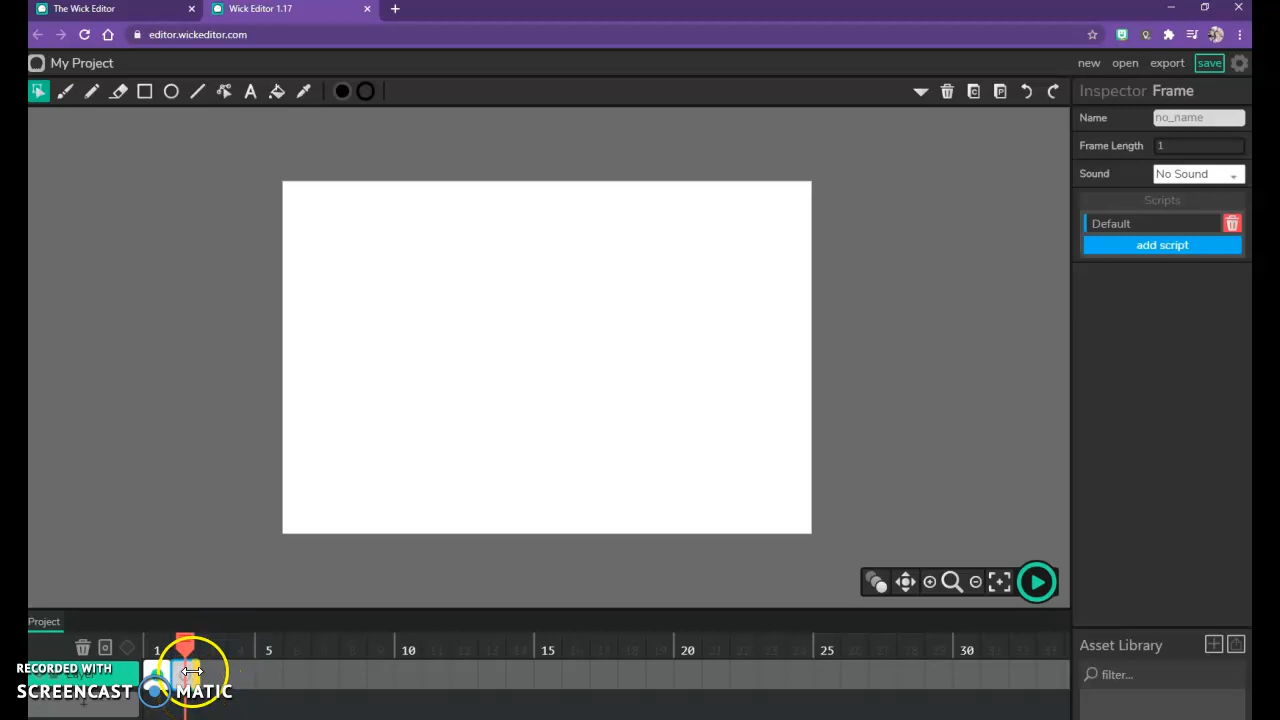 The Wick Editor
Wick Editor 1.17
editor.wickeditor.com
My Project
new open export save
Inspector Frame
Name no_name
Frame Length 1
Sound No Sound
Scripts
Default
add script
Project
1 5 10 15 20 25 30
Layer
RECORDED WITH
SCREENCAST MATIC
Asset Library
filter...